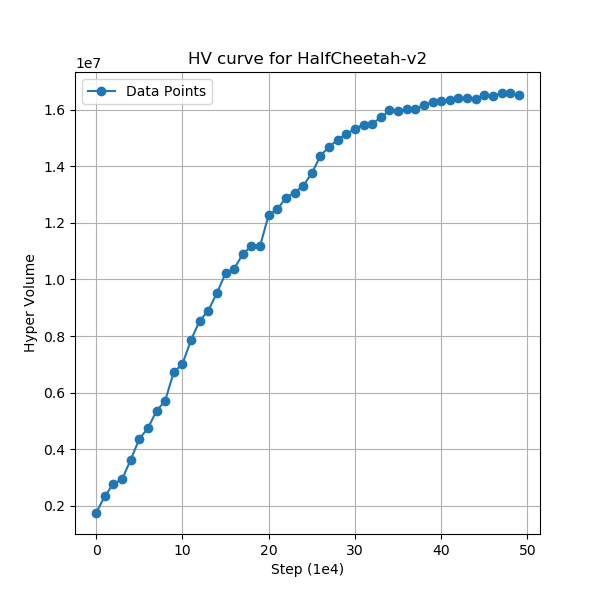 HV curve for HalfCheetah-v2
1e7
Data Points
1.6
1.4
1.2
1.0
0.8
0.6
0.4
0.2
Hyper Volume
0 10 20 30 40 50
Step (1e4)